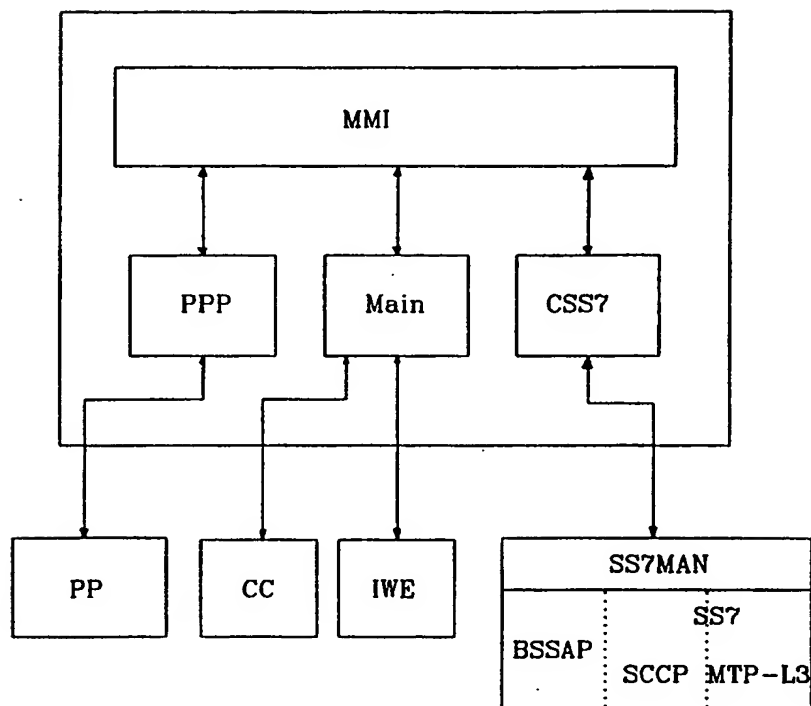 MMI
PPP
Main
CSS7
PP
CC
IWE
SS7MAN
SS7
BSSAP
SCCP
MTP-L3